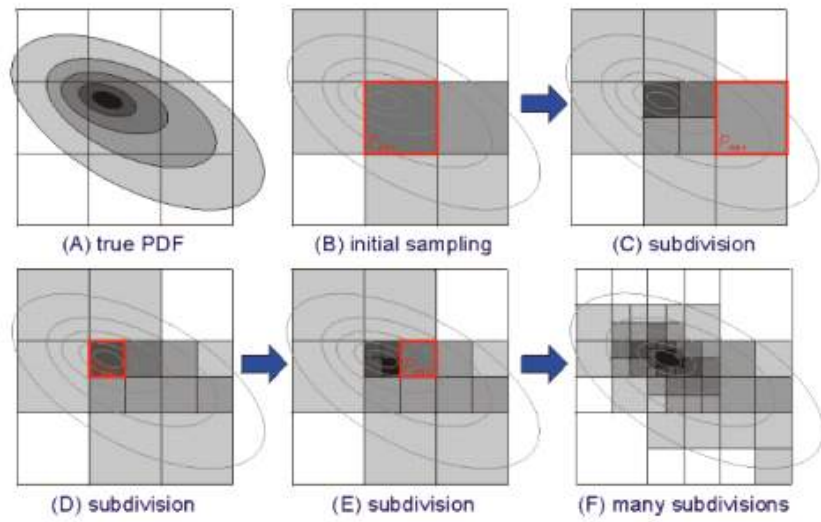 (A) true PDF
(B) initial sampling
(C) subdivision
(D) subdivision
(E) subdivision
(F) many subdivisions